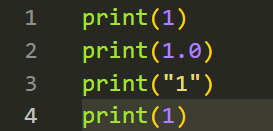 1 print(1)
2 print(1.0)
3 print("1")
4 print(1)